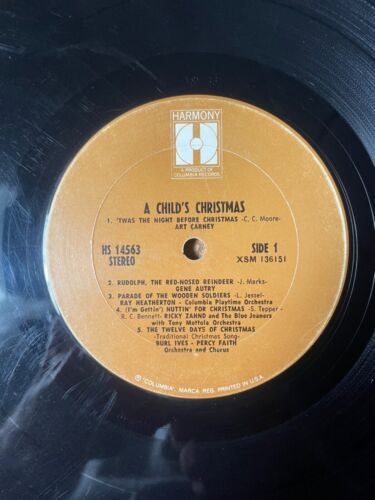 HARMONY
H
A PRODUCT OF
COLUMBIA RECORDS
A CHILD'S CHRISTMAS
1. 'TWAS THE NIGHT BEFORE CHRISTMAS -C. C. Moore-
ART CARNEY
HS 14563
STEREO
SIDE 1
XSM 136151
2. RUDOLPH, THE RED-NOSED REINDEER -J. Marks-
GENE AUTRY
3. PARADE OF THE WOODEN SOLDIERS -L. Jessel-
RAY HEATHERTON - Columbia Playtime Orchestra
4. (I'm Gettin') NUTTIN' FOR CHRISTMAS -S. Tepper -
R. C. Bennett- RICKY ZAHND and The Blue Jeaners
with Tony Mottola Orchestra
5. THE TWELVE DAYS OF CHRISTMAS
-Traditional Christmas Song-
BURL IVES - PERCY FAITH
Orchestra and Chorus
® "COLUMBIA", MARCA REG. PRINTED IN U.S.A.